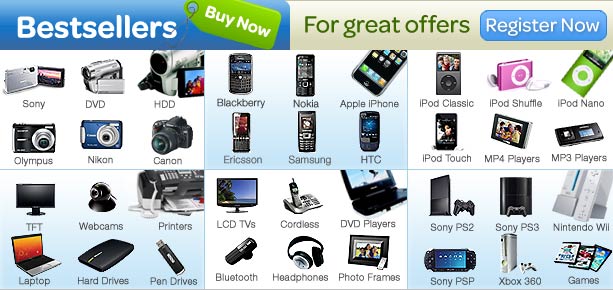 Bestsellers
Buy Now
For great offers
Register Now
Sony DVD HDD
Blackberry Nokia Apple iPhone
iPod Classic iPod Shuffle iPod Nano
Olympus Nikon Canon
Ericsson Samsung HTC
iPod Touch MP4 Players MP3 Players
TFT Webcams Printers
LCD TVs Cordless DVD Players
Sony PS2 Sony PS3 Nintendo Wii
Laptop Hard Drives Pen Drives
Bluetooth Headphones Photo Frames
Sony PSP Xbox 360 Games